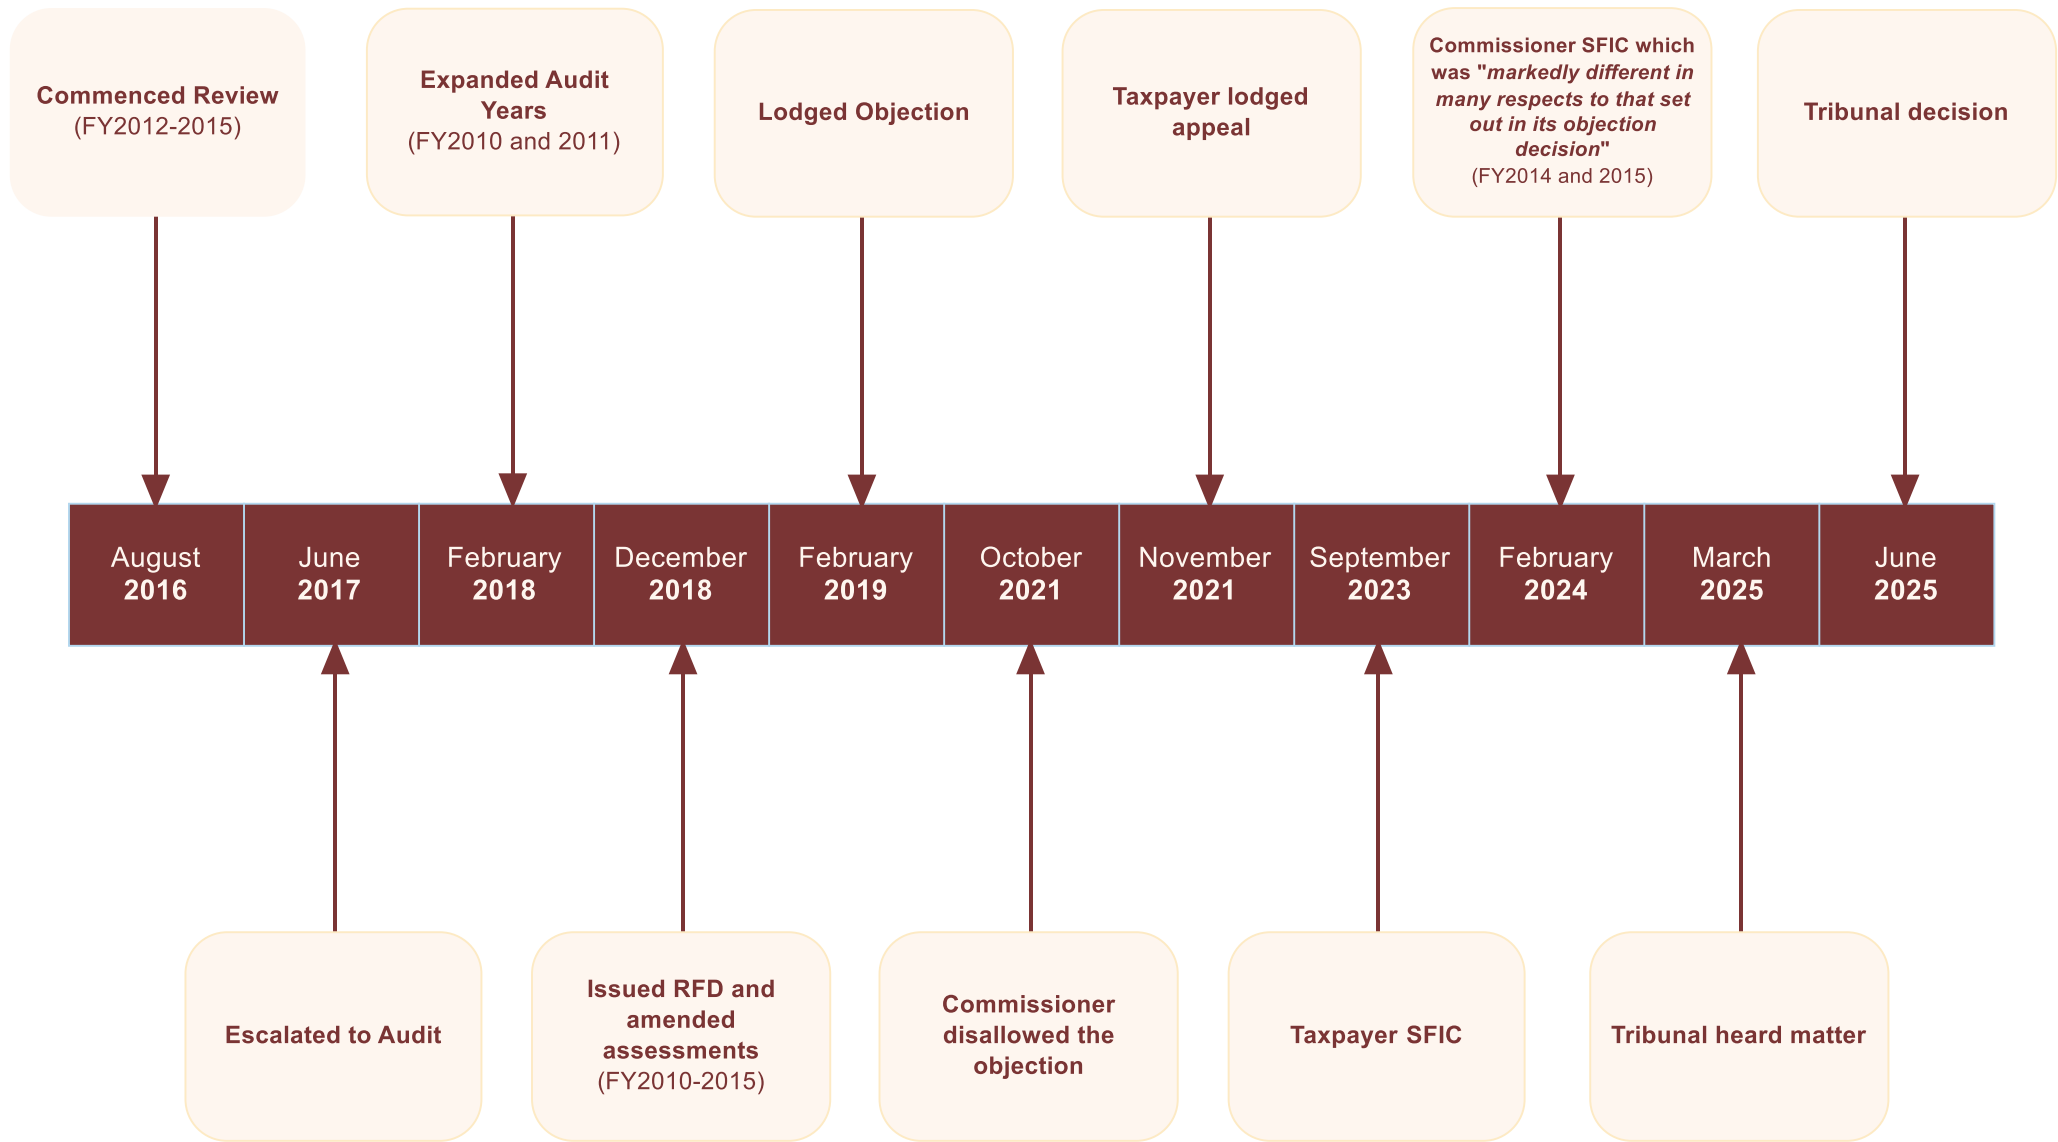 Commenced Review
(FY2012-2015)
Expanded Audit
Years
(FY2010 and 2011)
Lodged Objection
Taxpayer lodged
appeal
Commissioner SFIC which
was "markedly different in
many respects to that set
out in its objection
decision"
(FY2014 and 2015)
Tribunal decision
August
2016
June
2017
February
2018
December
2018
February
2019
October
2021
November
2021
September
2023
February
2024
March
2025
June
2025
Escalated to Audit
Issued RFD and
amended
assessments
(FY2010-2015)
Commissioner
disallowed the
objection
Taxpayer SFIC
Tribunal heard matter